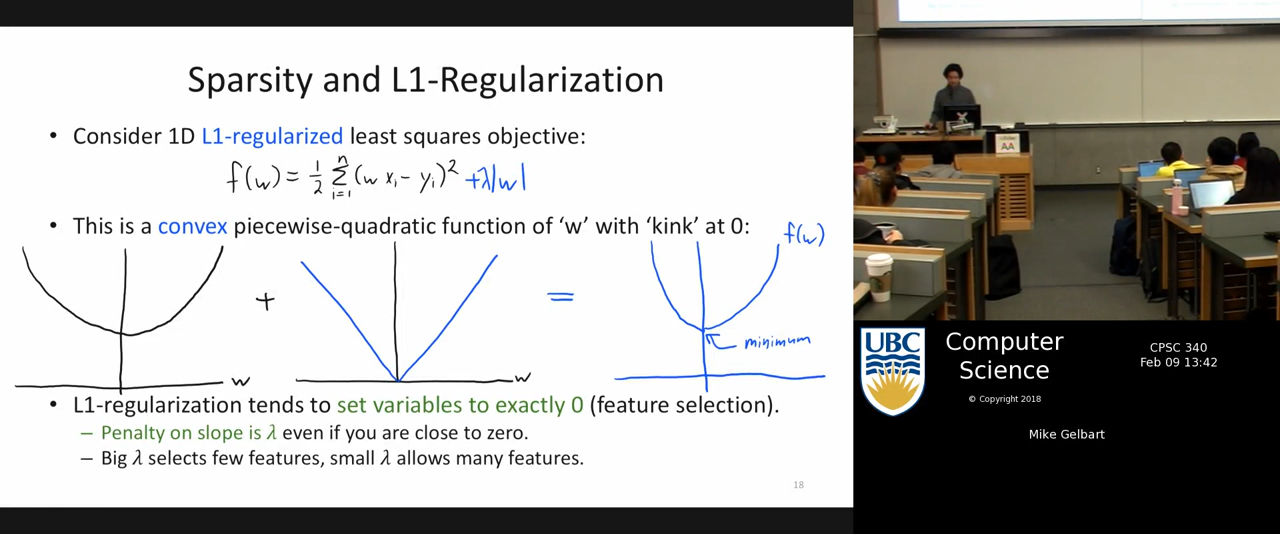 Sparsity and L1-Regularization
• Consider 1D L1-regularized least squares objective:
f(w) = 1/2 Σ_{i=1}^{n} (w x_i - y_i)^2 + λ|w|
• This is a convex piecewise-quadratic function of 'w' with 'kink' at 0:
f(w)
+
=
minimum
w
w
• L1-regularization tends to set variables to exactly 0 (feature selection).
– Penalty on slope is λ even if you are close to zero.
– Big λ selects few features, small λ allows many features.
18
AA
UBC
Computer
Science
© Copyright 2018
CPSC 340
Feb 09 13:42
Mike Gelbart